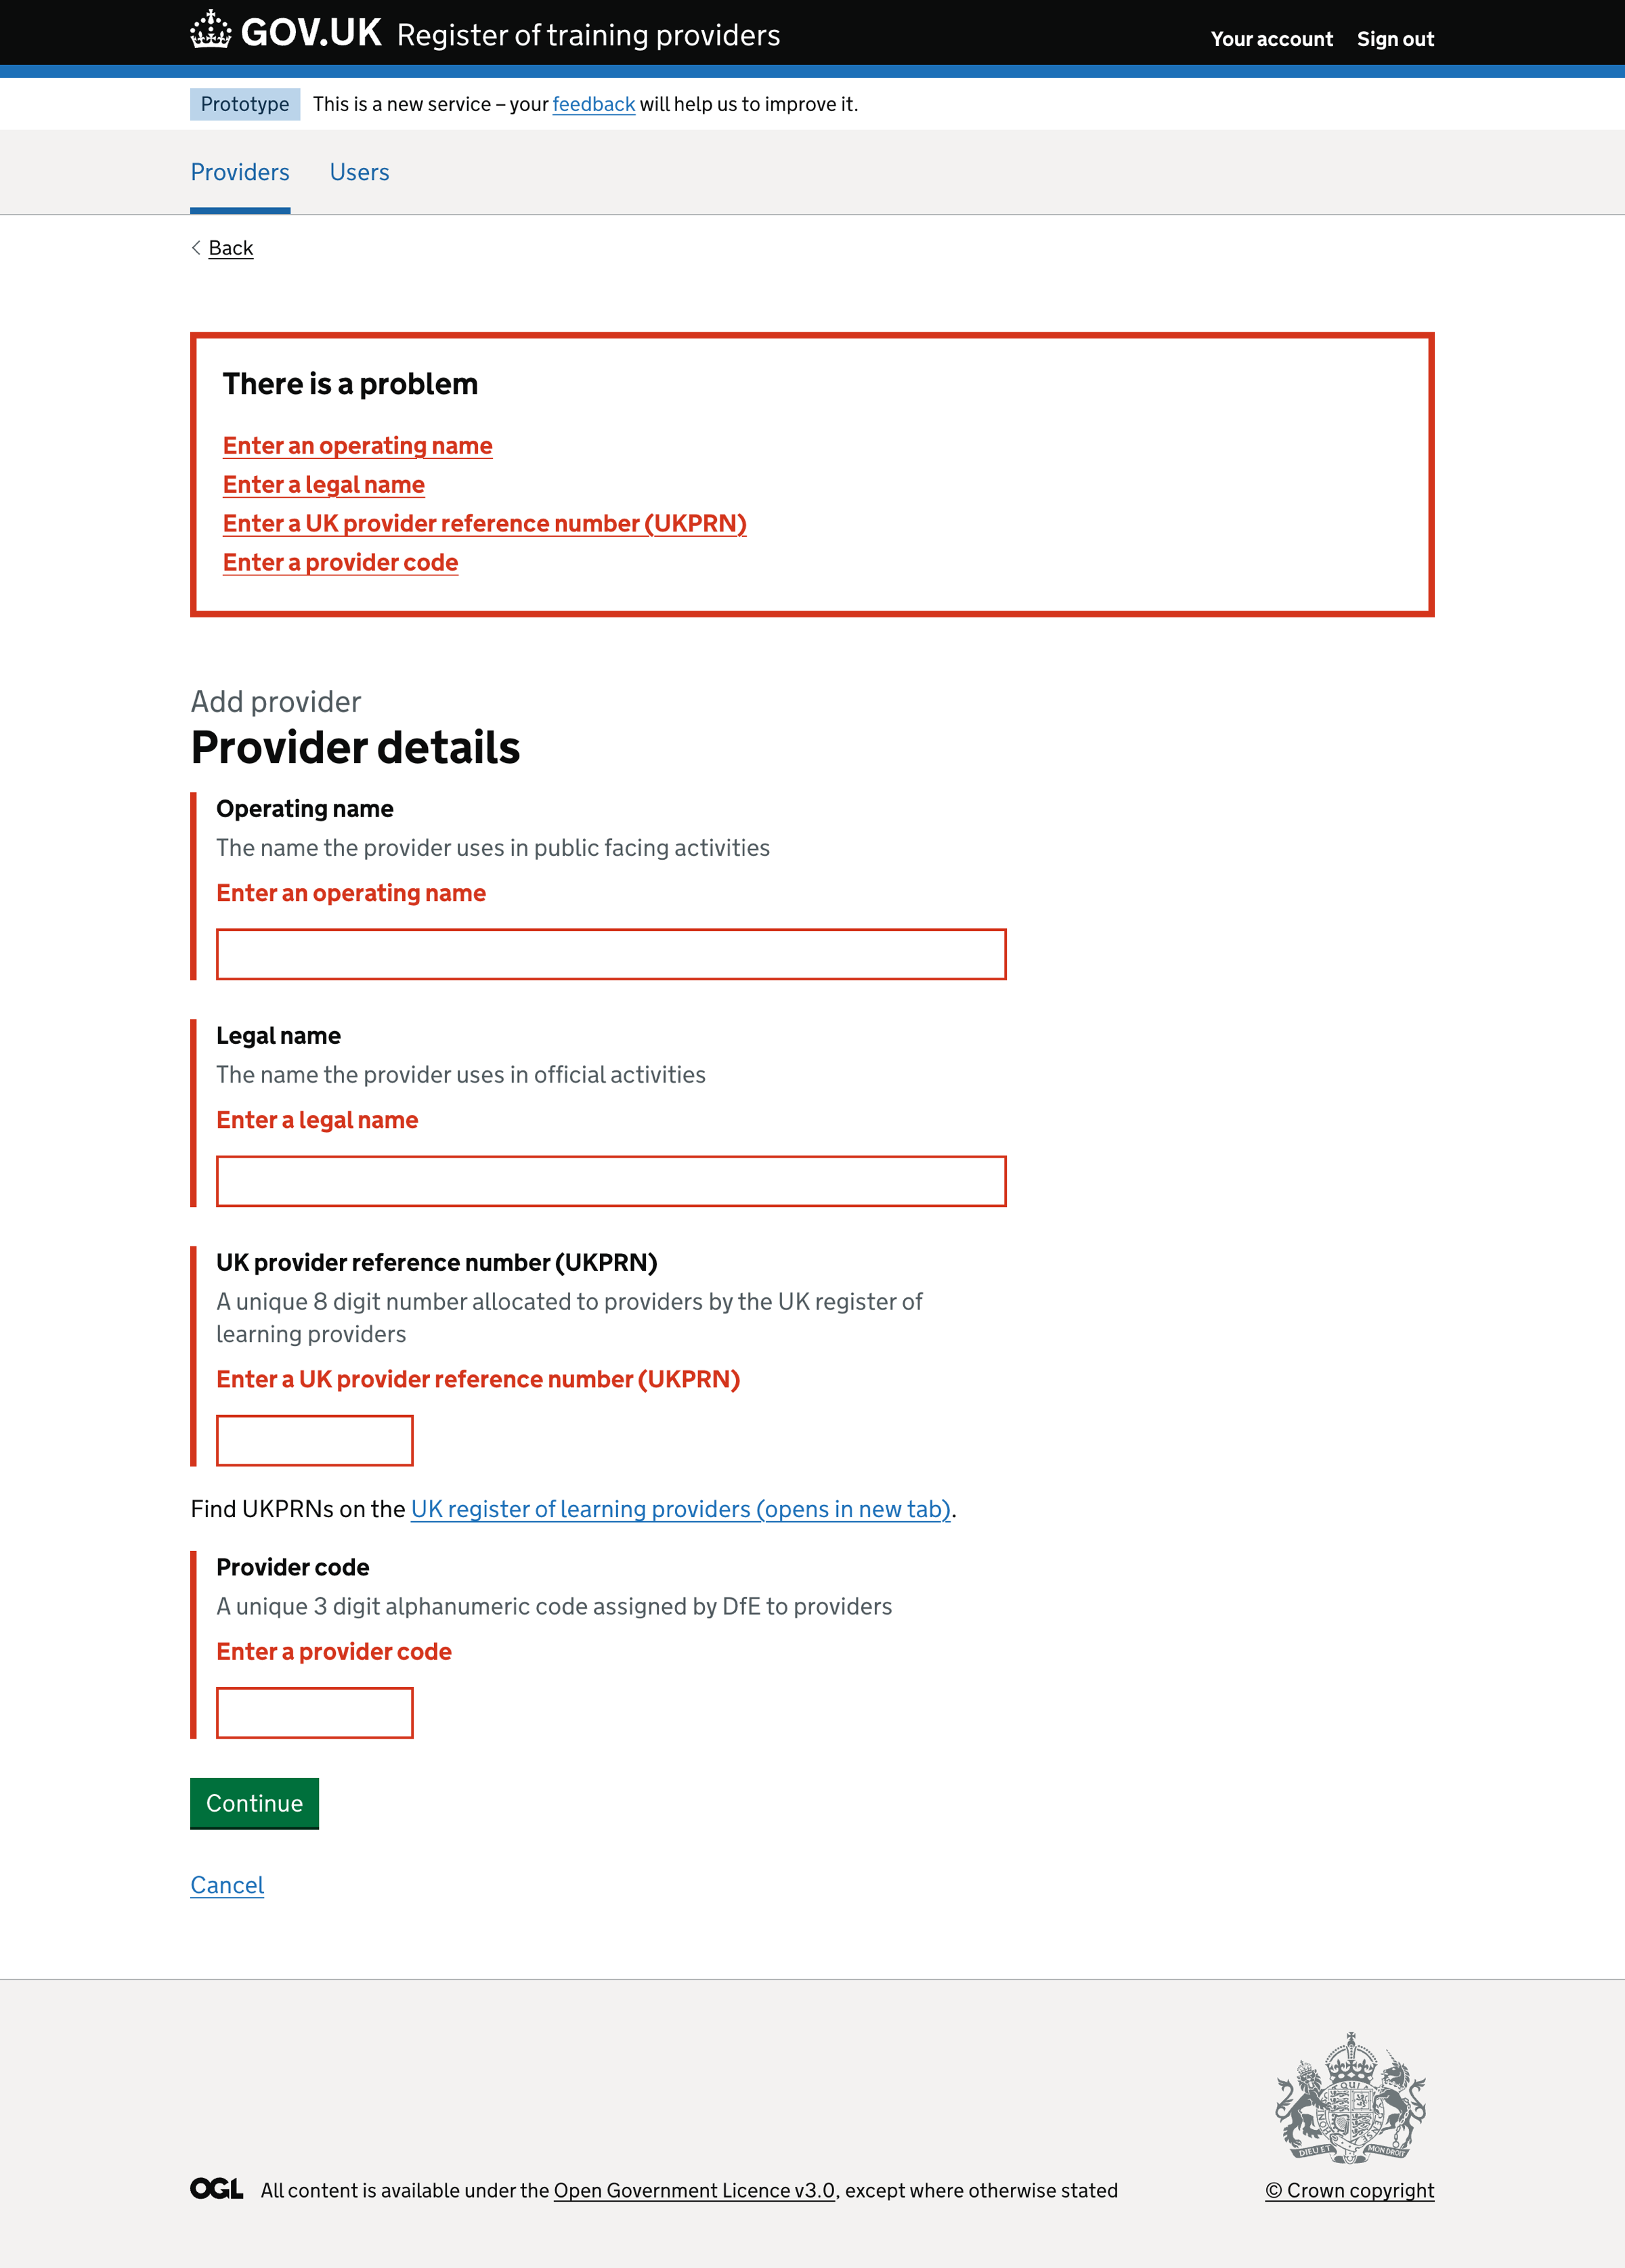 GOV.UK Register of training providers
Your account Sign out
Prototype This is a new service – your feedback will help us to improve it.
Providers Users
Back
There is a problem
Enter an operating name
Enter a legal name
Enter a UK provider reference number (UKPRN)
Enter a provider code
Add provider
Provider details
Operating name
The name the provider uses in public facing activities
Enter an operating name
Legal name
The name the provider uses in official activities
Enter a legal name
UK provider reference number (UKPRN)
A unique 8 digit number allocated to providers by the UK register of
learning providers
Enter a UK provider reference number (UKPRN)
Find UKPRNs on the UK register of learning providers (opens in new tab).
Provider code
A unique 3 digit alphanumeric code assigned by DfE to providers
Enter a provider code
Continue
Cancel
DIEU ET MON DROIT
OGL All content is available under the Open Government Licence v3.0, except where otherwise stated
© Crown copyright